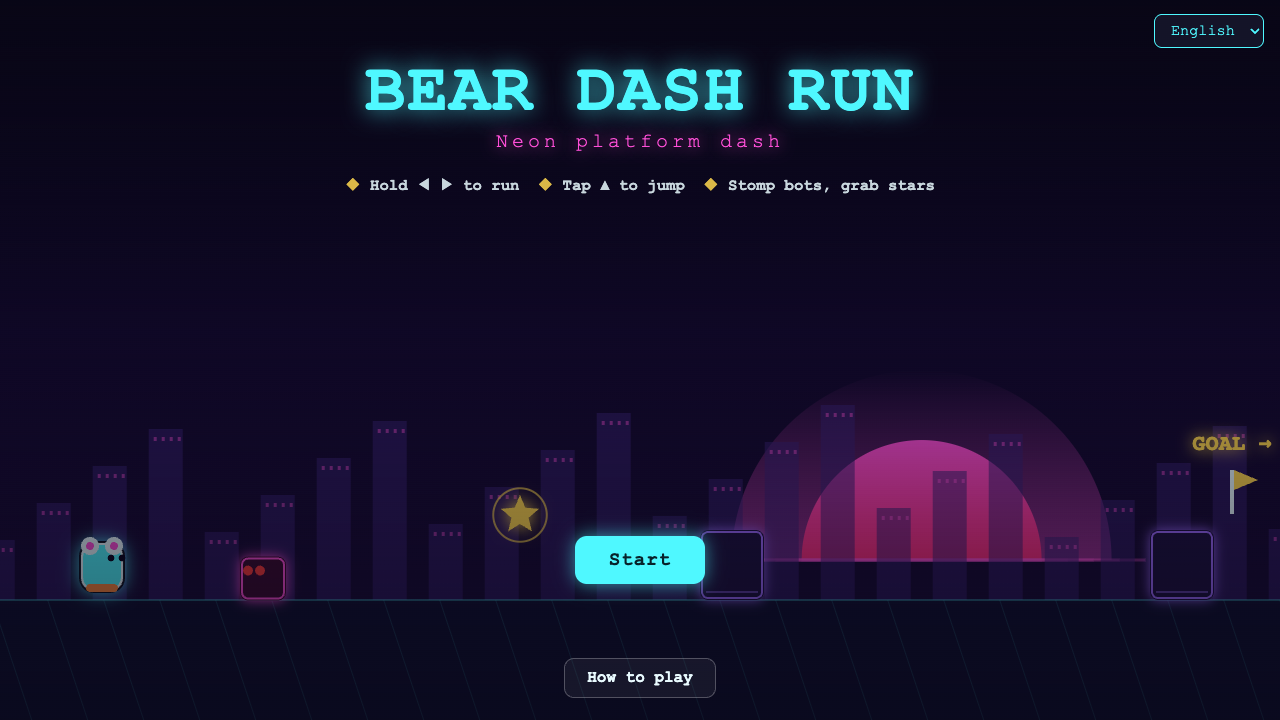 English
BEAR DASH RUN
Neon platform dash
◆ Hold ◀ ▶ to run ◆ Tap ▲ to jump ◆ Stomp bots, grab stars
GOAL →
Start
How to play